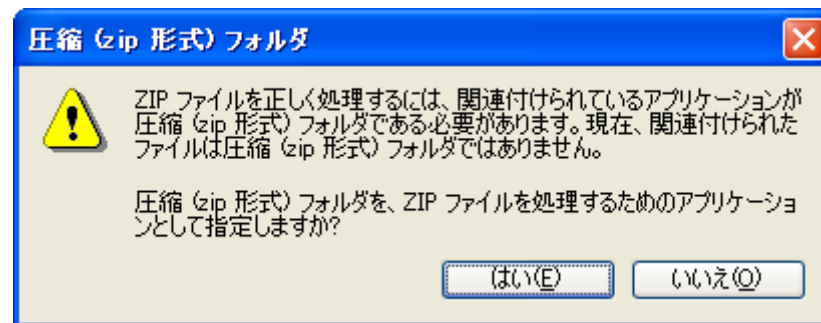 圧縮 (zip 形式) フォルダ
ZIP ファイルを正しく処理するには、関連付けられているアプリケーションが
圧縮 (zip 形式) フォルダである必要があります。現在、関連付けられた
ファイルは圧縮 (zip 形式) フォルダではありません。
圧縮 (zip 形式) フォルダを、ZIP ファイルを処理するためのアプリケーショ
ンとして指定しますか?
はい(E) いいえ(O)